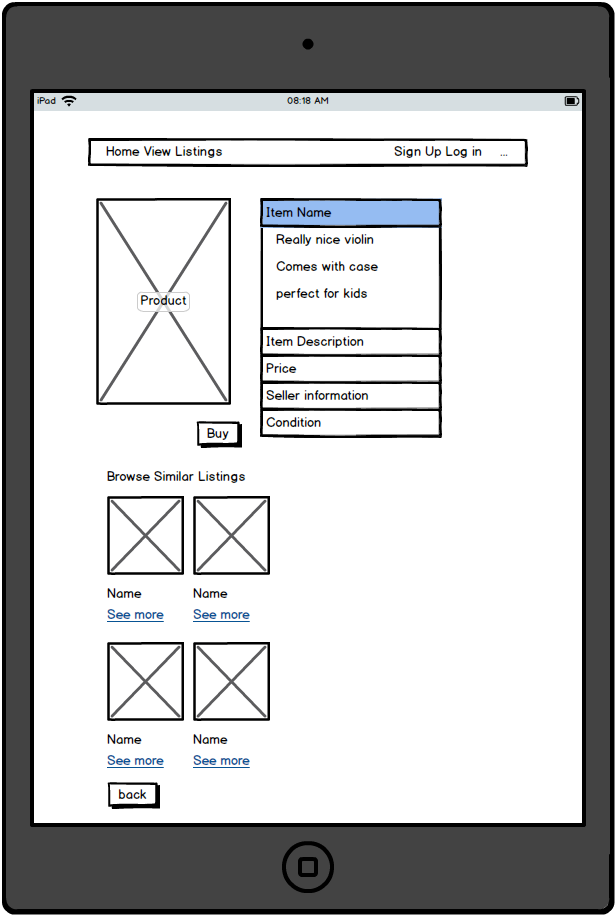 iPad 08:18 AM
Home View Listings Sign Up Log in ...
Product
Item Name
Really nice violin
Comes with case
perfect for kids
Item Description
Price
Seller information
Condition
Buy
Browse Similar Listings
Name Name
See more See more
Name Name
See more See more
back